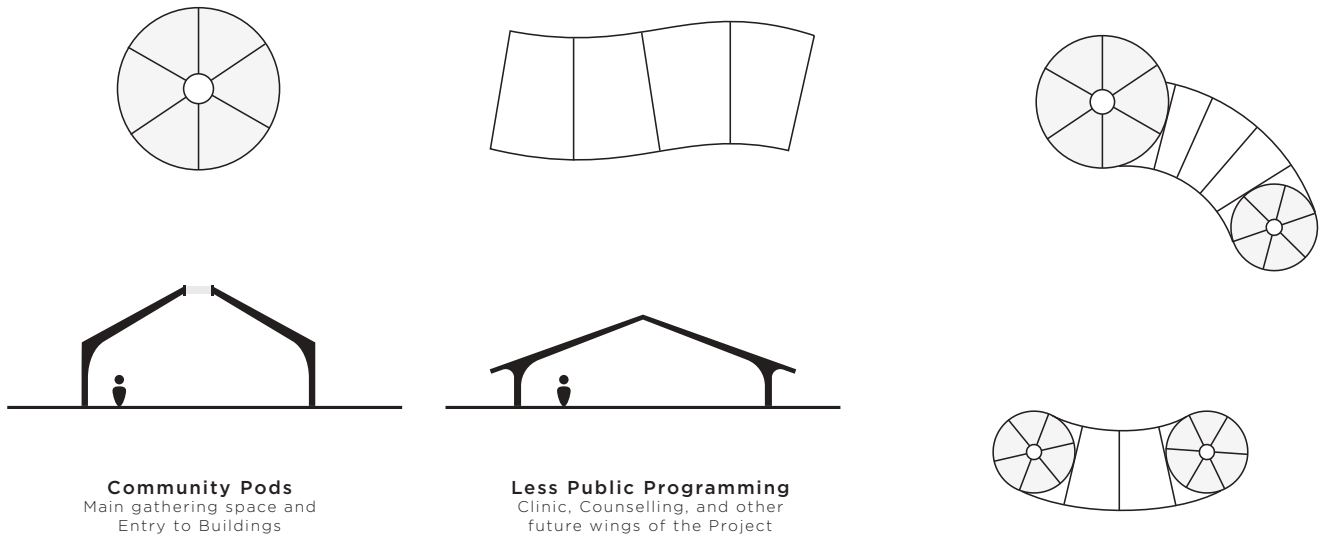 Community Pods
Main gathering space and
Entry to Buildings
Less Public Programming
Clinic, Counselling, and other
future wings of the Project